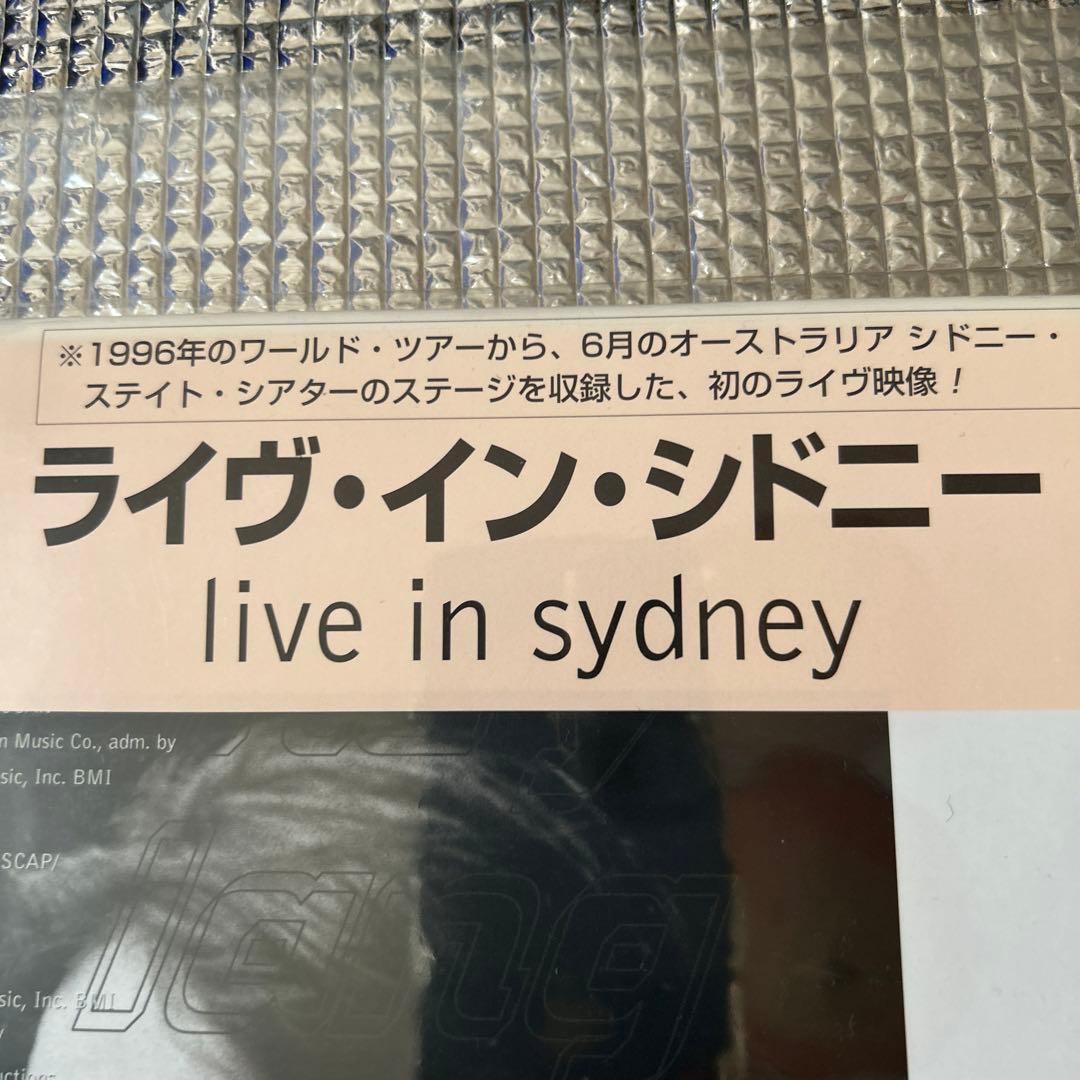 ※1996年のワールド・ツアーから、6月のオーストラリア シドニー・
ステイト・シアターのステージを収録した、初のライヴ映像！
ライヴ・イン・シドニー
live in sydney
n Music Co., adm. by
sic, Inc. BMI
SCAP/
lang
sic, Inc. BMI
uctions